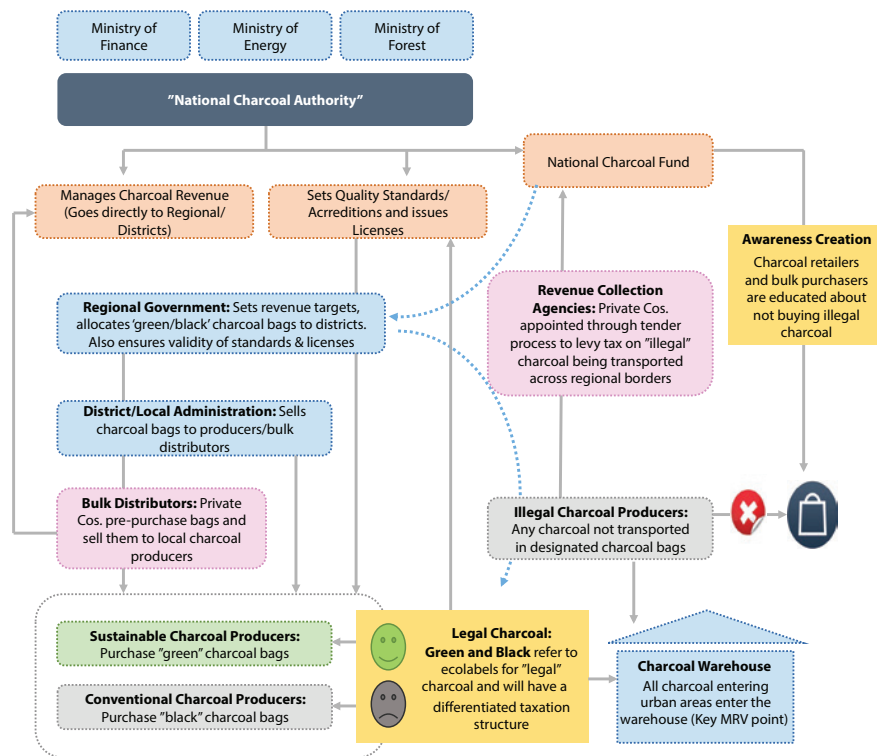 Ministry of
Finance
Ministry of
Energy
Ministry of
Forest
”National Charcoal Authority”
National Charcoal Fund
Manages Charcoal Revenue
(Goes directly to Regional/
Districts)
Sets Quality Standards/
Acrreditions and issues
Licenses
Awareness Creation
Charcoal retailers
and bulk purchasers
are educated about
not buying illegal
charcoal
Regional Government: Sets revenue targets,
allocates ‘green/black’ charcoal bags to districts.
Also ensures validity of standards & licenses
Revenue Collection
Agencies: Private Cos.
appointed through tender
process to levy tax on ”illegal”
charcoal being transported
across regional borders
District/Local Administration: Sells
charcoal bags to producers/bulk
distributors
Bulk Distributors: Private
Cos. pre-purchase bags and
sell them to local charcoal
producers
Illegal Charcoal Producers:
Any charcoal not transported
in designated charcoal bags
Sustainable Charcoal Producers:
Purchase ”green” charcoal bags
Conventional Charcoal Producers:
Purchase ”black” charcoal bags
Legal Charcoal:
Green and Black refer to
ecolabels for ”legal”
charcoal and will have a
differentiated taxation
structure
Charcoal Warehouse
All charcoal entering
urban areas enter the
warehouse (Key MRV point)